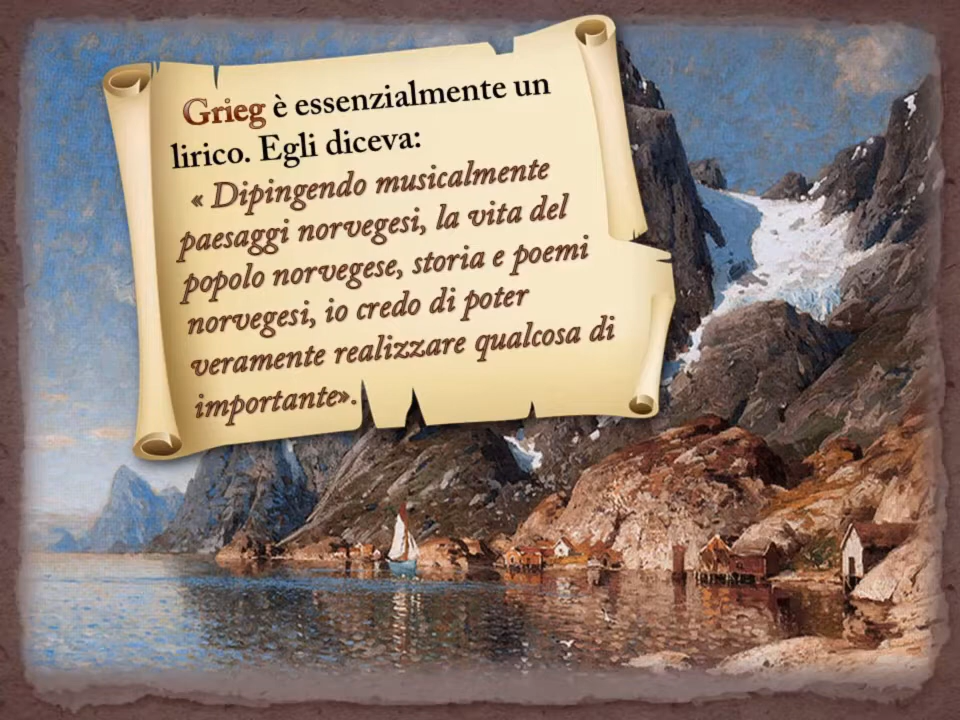 Grieg è essenzialmente un
lirico. Egli diceva:
« Dipingendo musicalmente
paesaggi norvegesi, la vita del
popolo norvegese, storia e poemi
norvegesi, io credo di poter
veramente realizzare qualcosa di
importante».